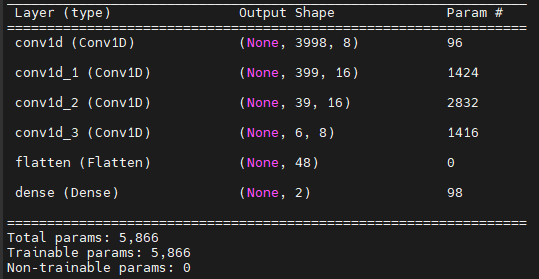 Layer (type) Output Shape Param #
conv1d (Conv1D) (None, 3998, 8) 96
conv1d_1 (Conv1D) (None, 399, 16) 1424
conv1d_2 (Conv1D) (None, 39, 16) 2832
conv1d_3 (Conv1D) (None, 6, 8) 1416
flatten (Flatten) (None, 48) 0
dense (Dense) (None, 2) 98
Total params: 5,866
Trainable params: 5,866
Non-trainable params: 0